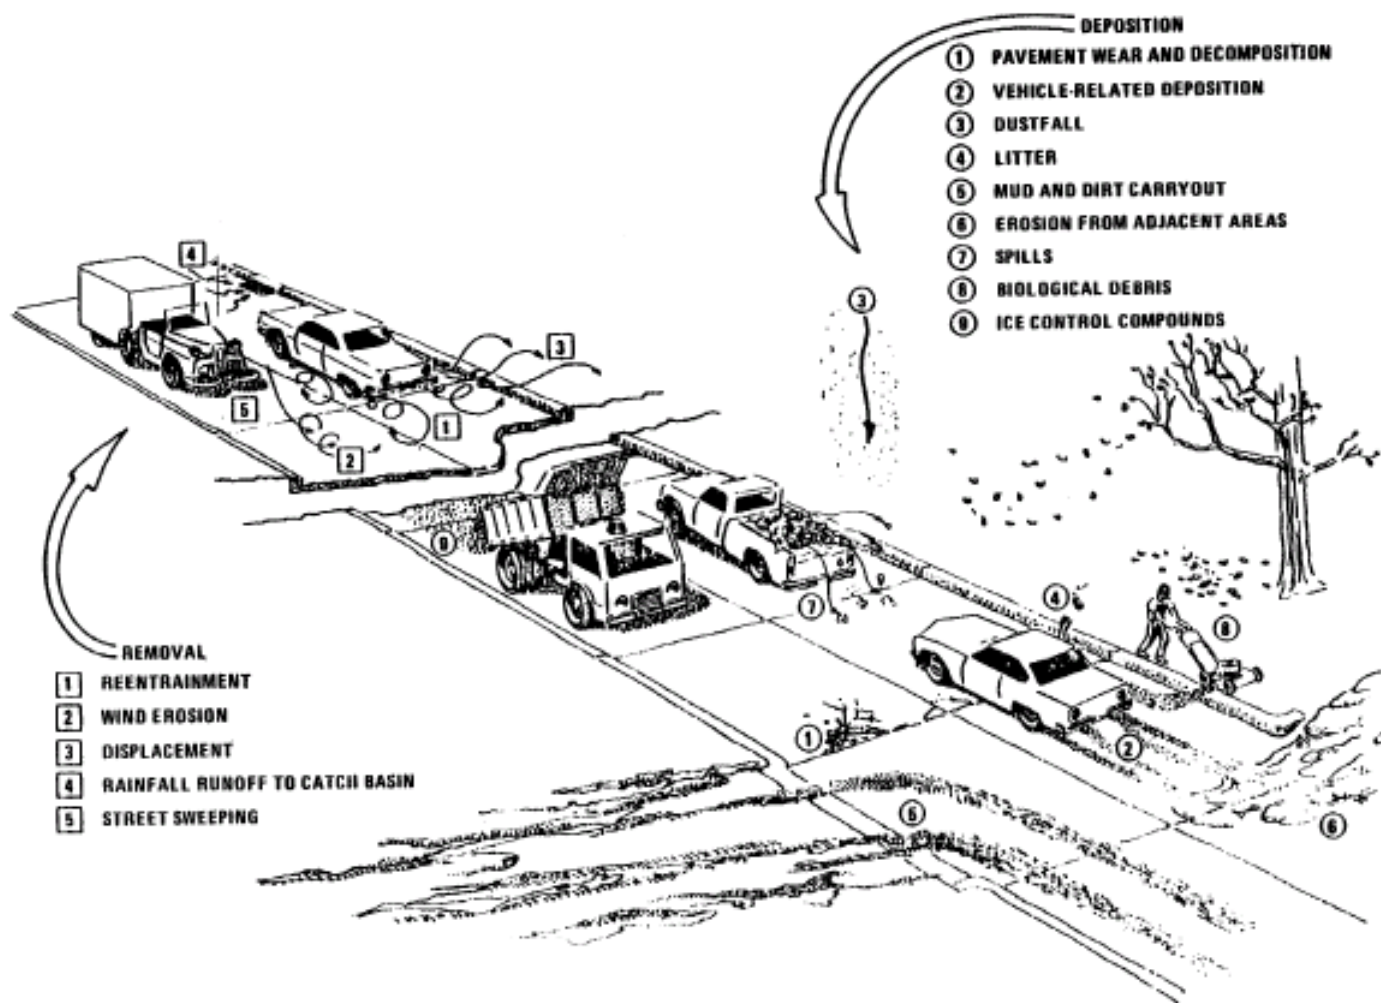 DEPOSITION
1 PAVEMENT WEAR AND DECOMPOSITION
2 VEHICLE-RELATED DEPOSITION
3 DUSTFALL
4 LITTER
5 MUD AND DIRT CARRYOUT
6 EROSION FROM ADJACENT AREAS
7 SPILLS
8 BIOLOGICAL DEBRIS
9 ICE CONTROL COMPOUNDS
4
3
3
5
1
2
9
7
4
8
REMOVAL
1 REENTRAINMENT
2 WIND EROSION
3 DISPLACEMENT
4 RAINFALL RUNOFF TO CATCH BASIN
5 STREET SWEEPING
1
2
5
6